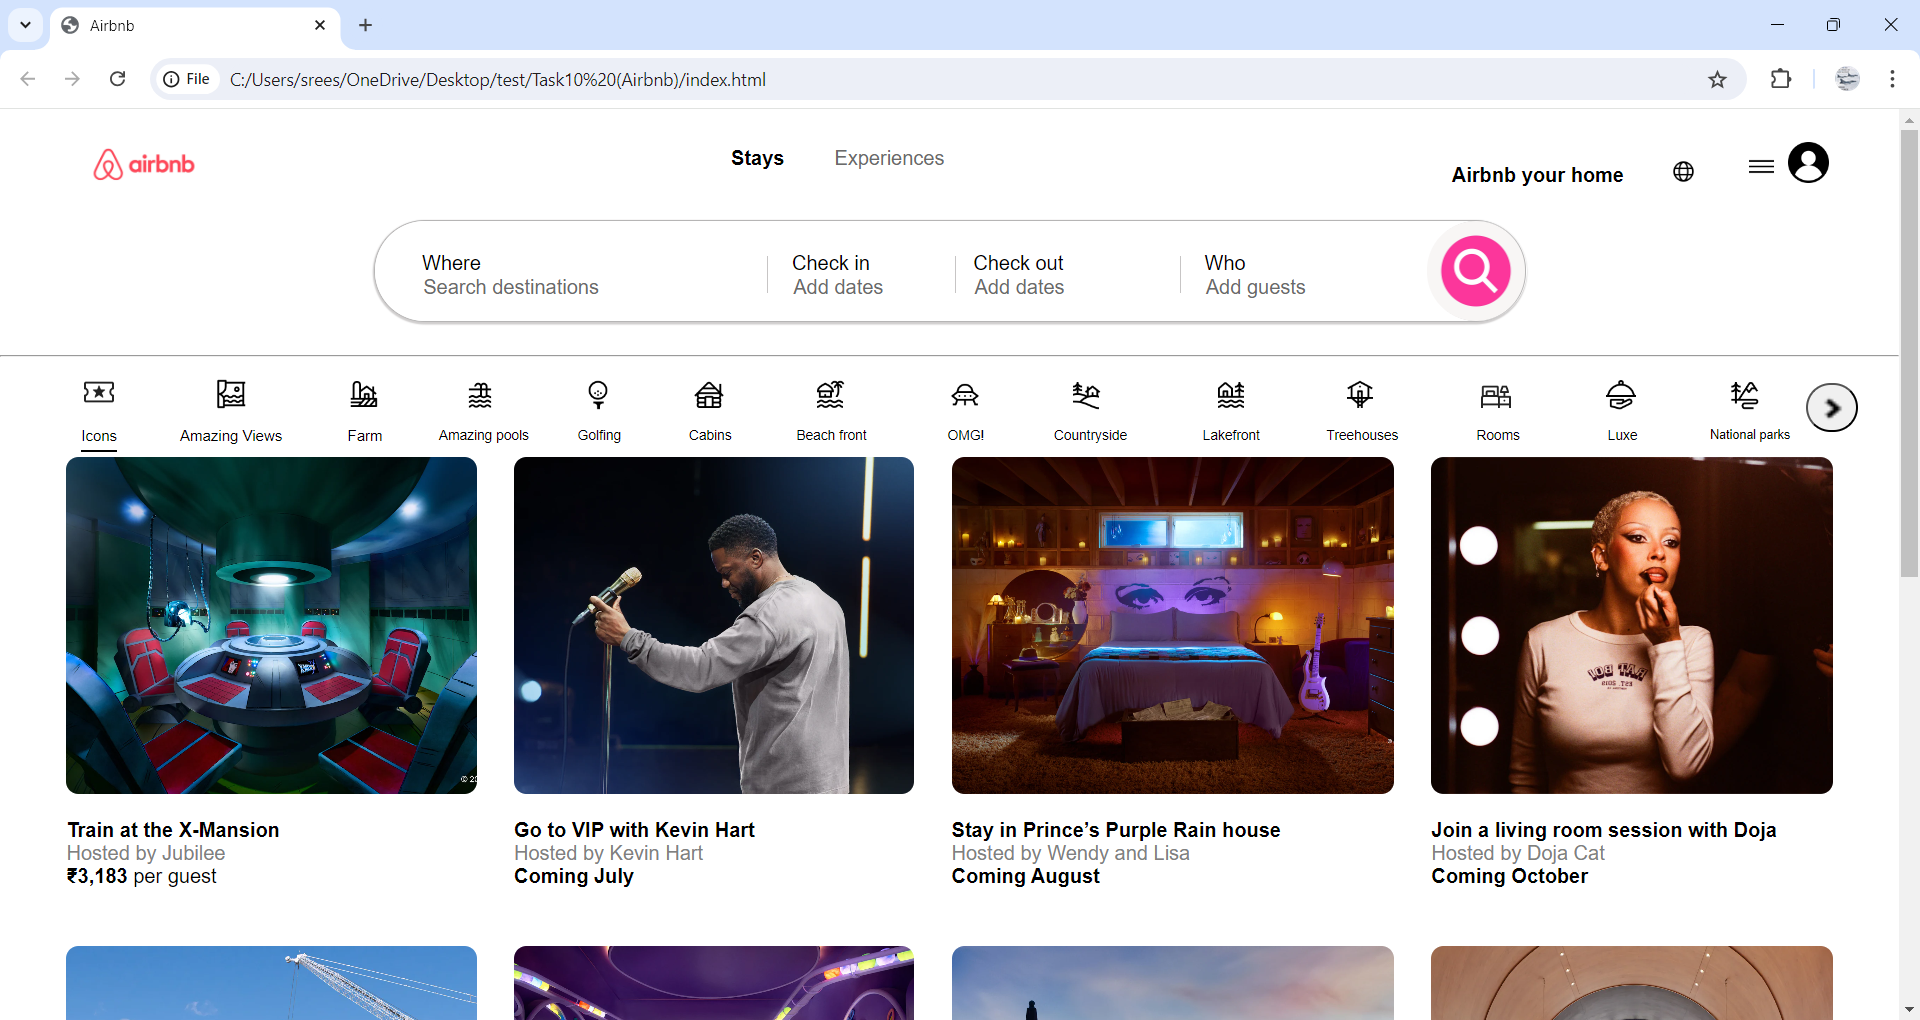 Airbnb
File C:/Users/srees/OneDrive/Desktop/test/Task10%20(Airbnb)/index.html
airbnb
Stays Experiences
Airbnb your home
Where Check in Check out Who
Search destinations Add dates Add dates Add guests
Icons Amazing Views Farm Amazing pools Golfing Cabins Beach front OMG! Countryside Lakefront Treehouses Rooms Luxe National parks
© 20
Train at the X-Mansion
Hosted by Jubilee
₹3,183 per guest
Go to VIP with Kevin Hart
Hosted by Kevin Hart
Coming July
Stay in Prince’s Purple Rain house
Hosted by Wendy and Lisa
Coming August
Join a living room session with Doja
Hosted by Doja Cat
Coming October